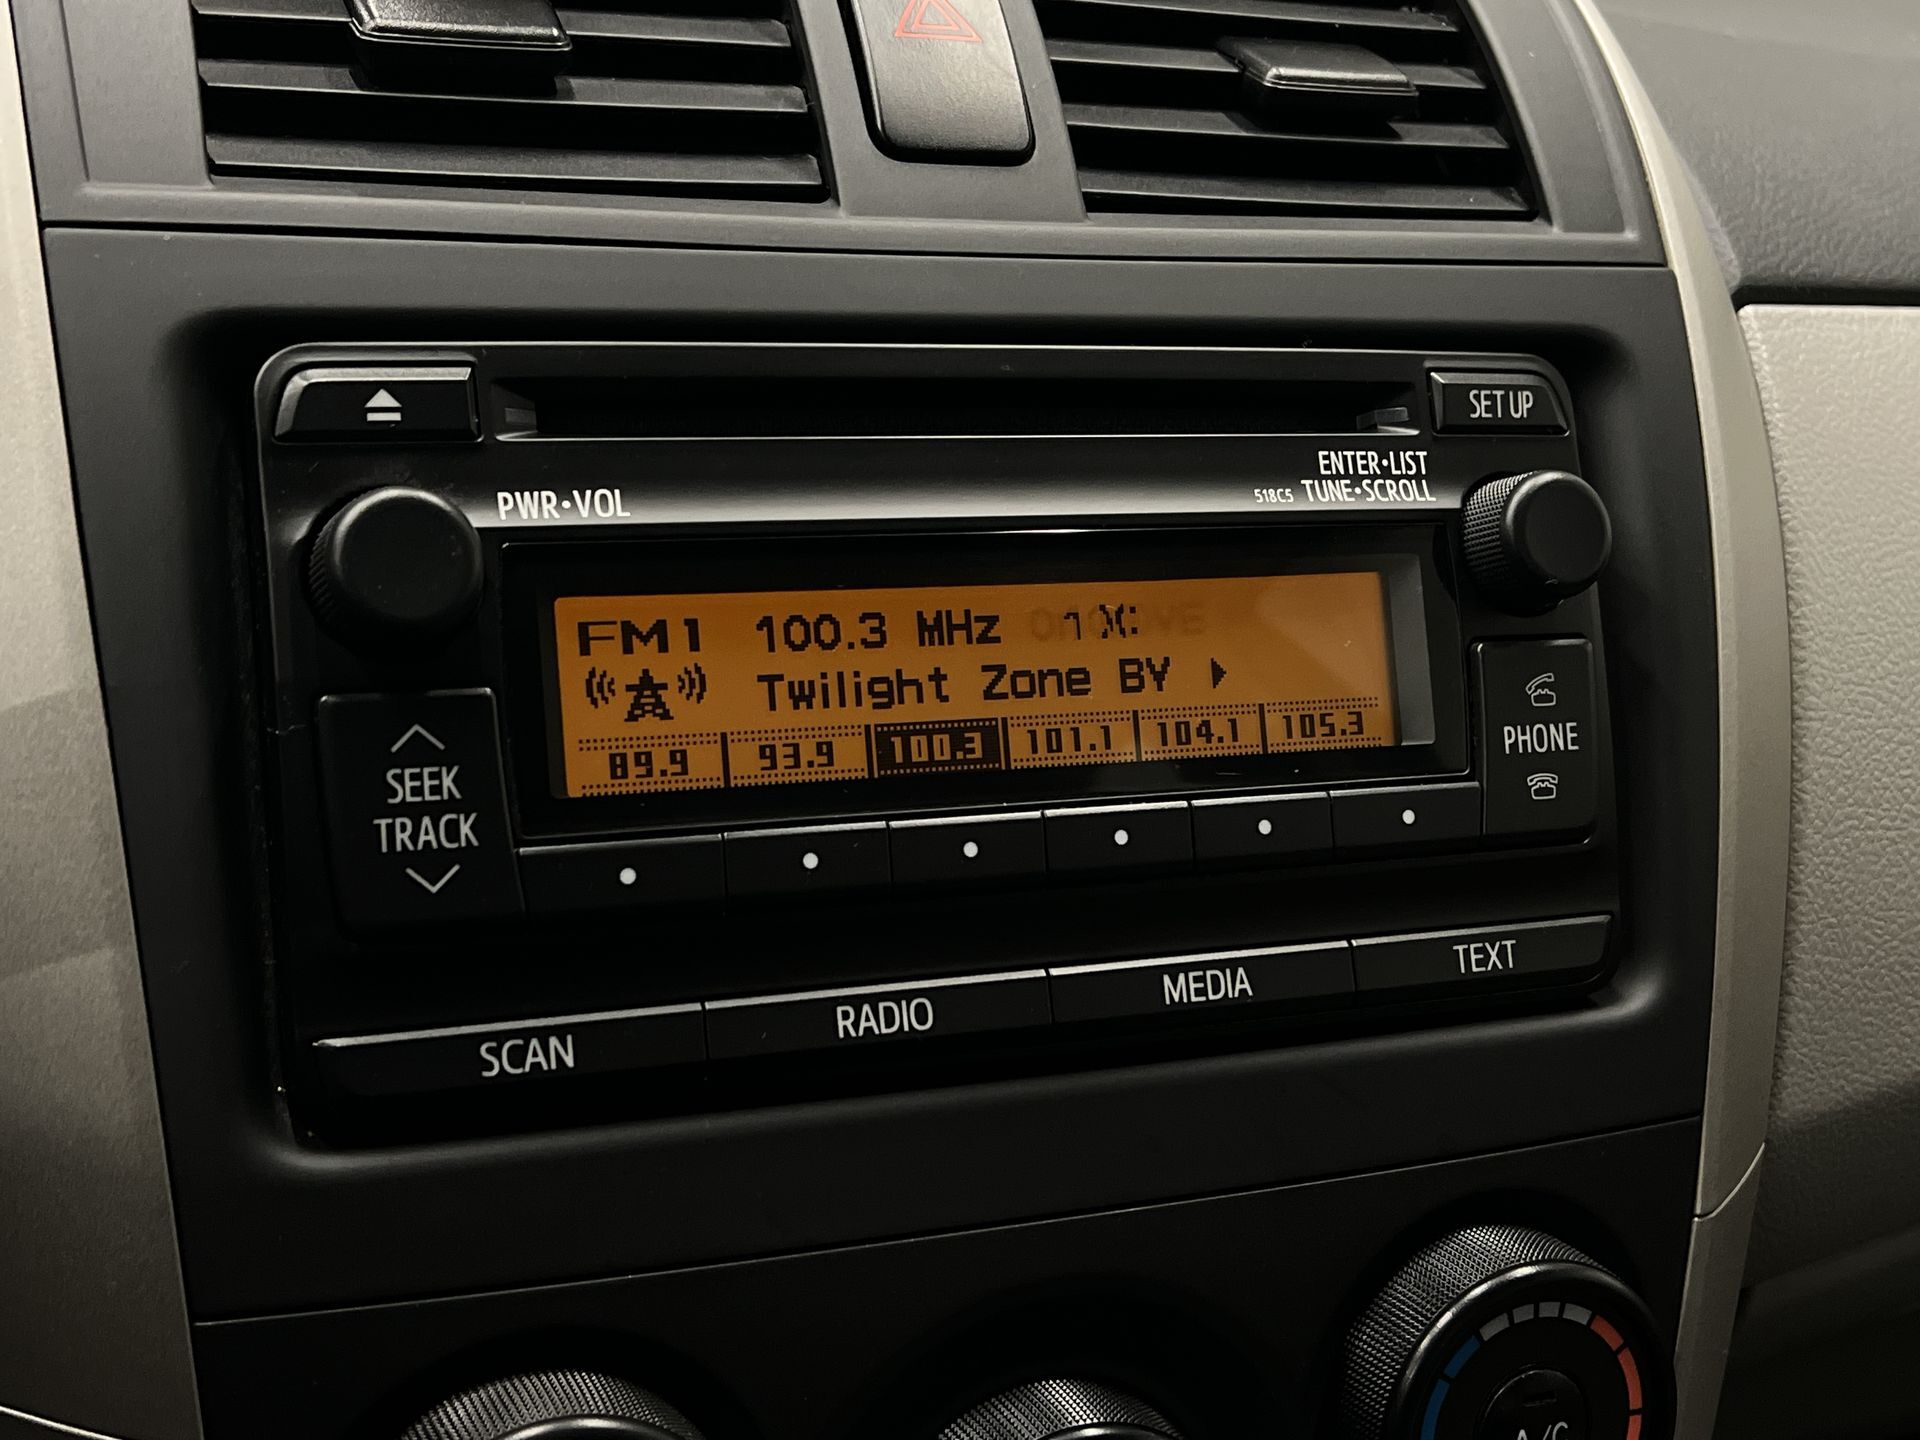 SET UP
ENTER•LIST
PWR•VOL
518C5 TUNE•SCROLL
FM1 100.3 MHz
Twilight Zone BY
89.9 93.9 100.3 101.1 104.1 105.3
SEEK
TRACK
PHONE
SCAN
RADIO
MEDIA
TEXT
A/C